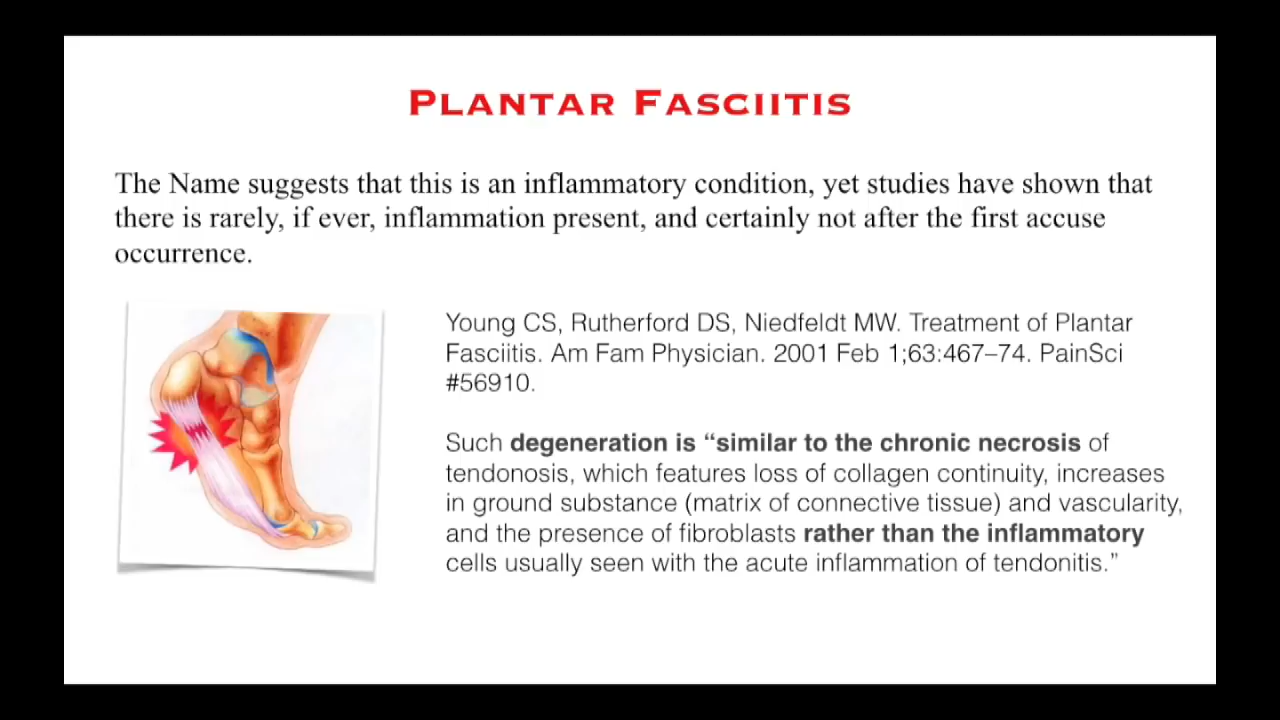 PLANTAR FASCIITIS
The Name suggests that this is an inflammatory condition, yet studies have shown that
there is rarely, if ever, inflammation present, and certainly not after the first accuse
occurrence.
Young CS, Rutherford DS, Niedfeldt MW. Treatment of Plantar
Fasciitis. Am Fam Physician. 2001 Feb 1;63:467–74. PainSci
#56910.
Such degeneration is “similar to the chronic necrosis of
tendonosis, which features loss of collagen continuity, increases
in ground substance (matrix of connective tissue) and vascularity,
and the presence of fibroblasts rather than the inflammatory
cells usually seen with the acute inflammation of tendonitis.”